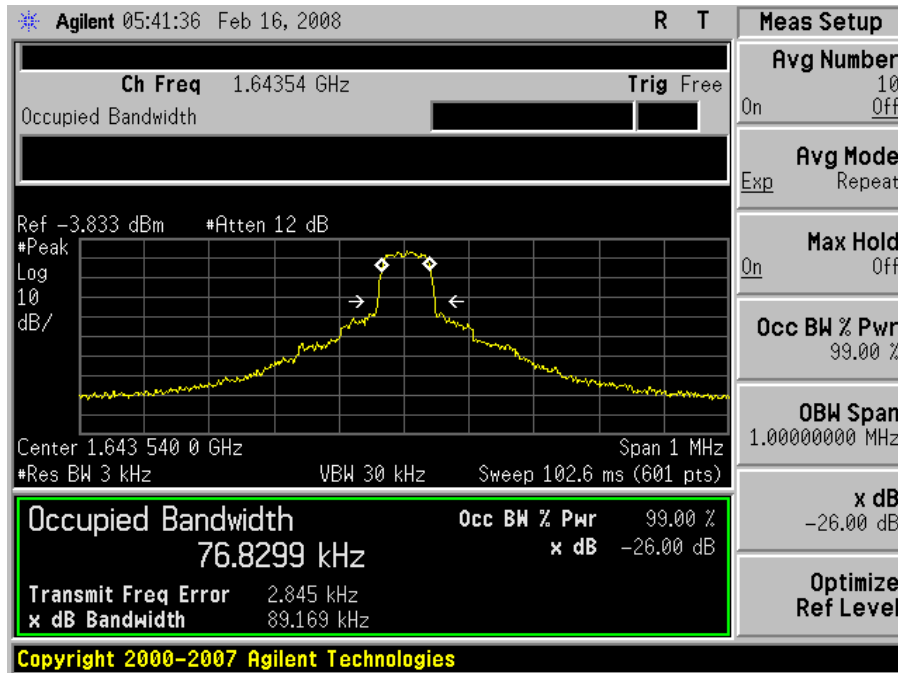 Agilent 05:41:36 Feb 16, 2008 R T
Ch Freq 1.64354 GHz Trig Free
Occupied Bandwidth
Ref -3.833 dBm #Atten 12 dB
#Peak
Log
10
dB/
Center 1.643 540 0 GHz Span 1 MHz
#Res BW 3 kHz VBW 30 kHz Sweep 102.6 ms (601 pts)
Occupied Bandwidth Occ BW % Pwr 99.00 %
76.8299 kHz x dB -26.00 dB
Transmit Freq Error 2.845 kHz
x dB Bandwidth 89.169 kHz
Copyright 2000-2007 Agilent Technologies
Meas Setup
Avg Number
10
On Off
Avg Mode
Exp Repeat
Max Hold
On Off
Occ BW % Pwr
99.00 %
OBW Span
1.00000000 MHz
x dB
-26.00 dB
Optimize
Ref Level